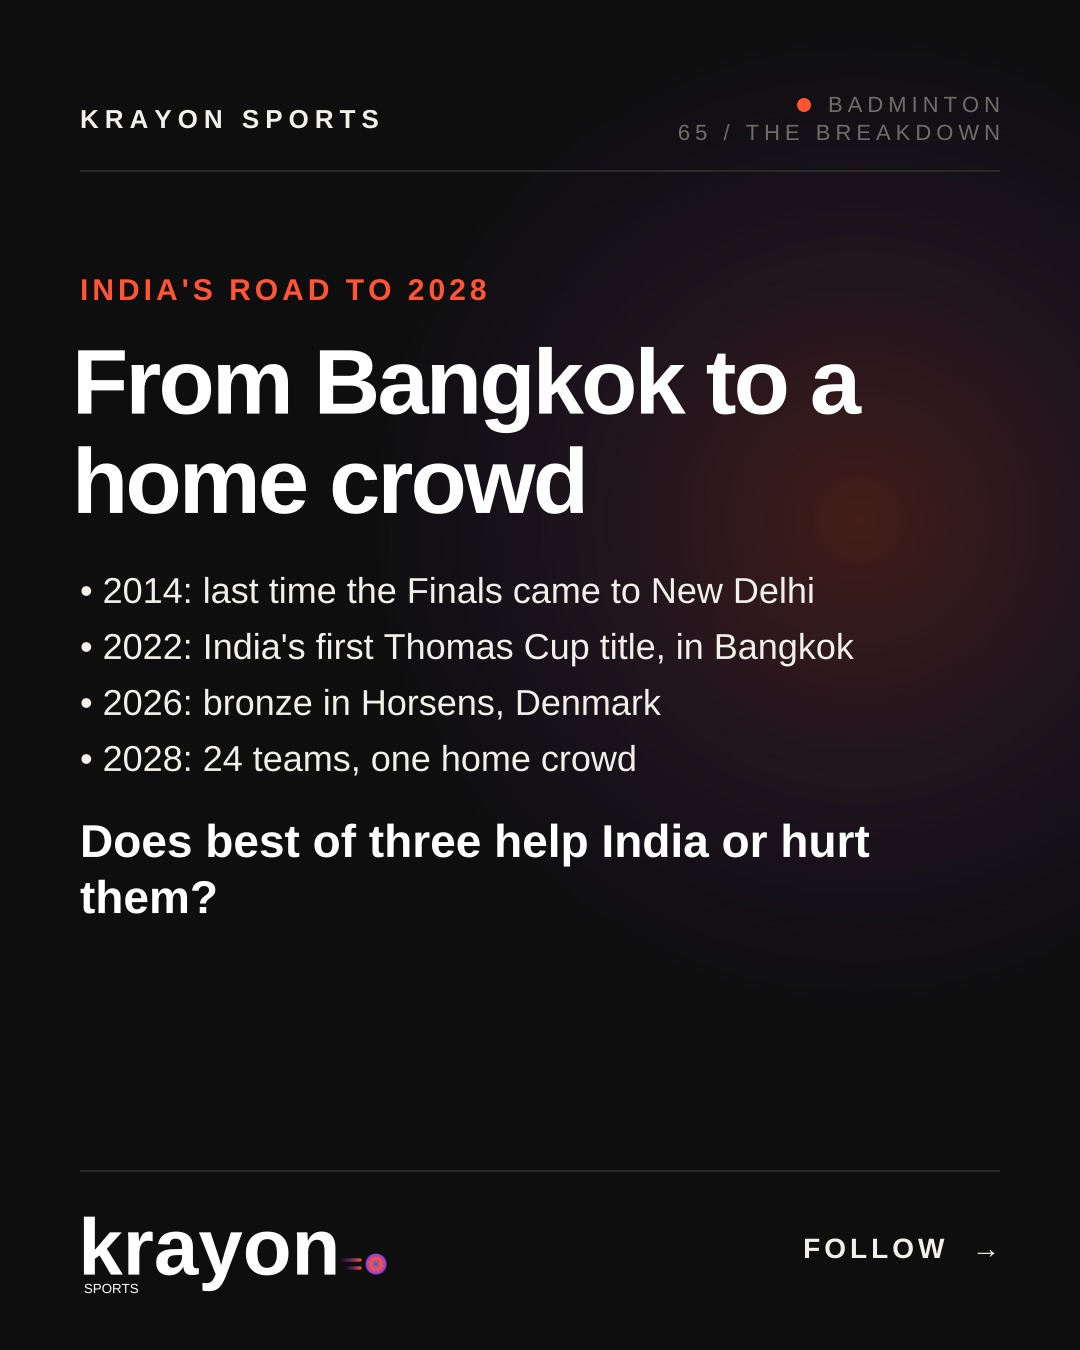 KRAYON SPORTS
BADMINTON
65 / THE BREAKDOWN
INDIA'S ROAD TO 2028
From Bangkok to a
home crowd
• 2014: last time the Finals came to New Delhi
• 2022: India's first Thomas Cup title, in Bangkok
• 2026: bronze in Horsens, Denmark
• 2028: 24 teams, one home crowd
Does best of three help India or hurt
them?
krayon
SPORTS
FOLLOW →